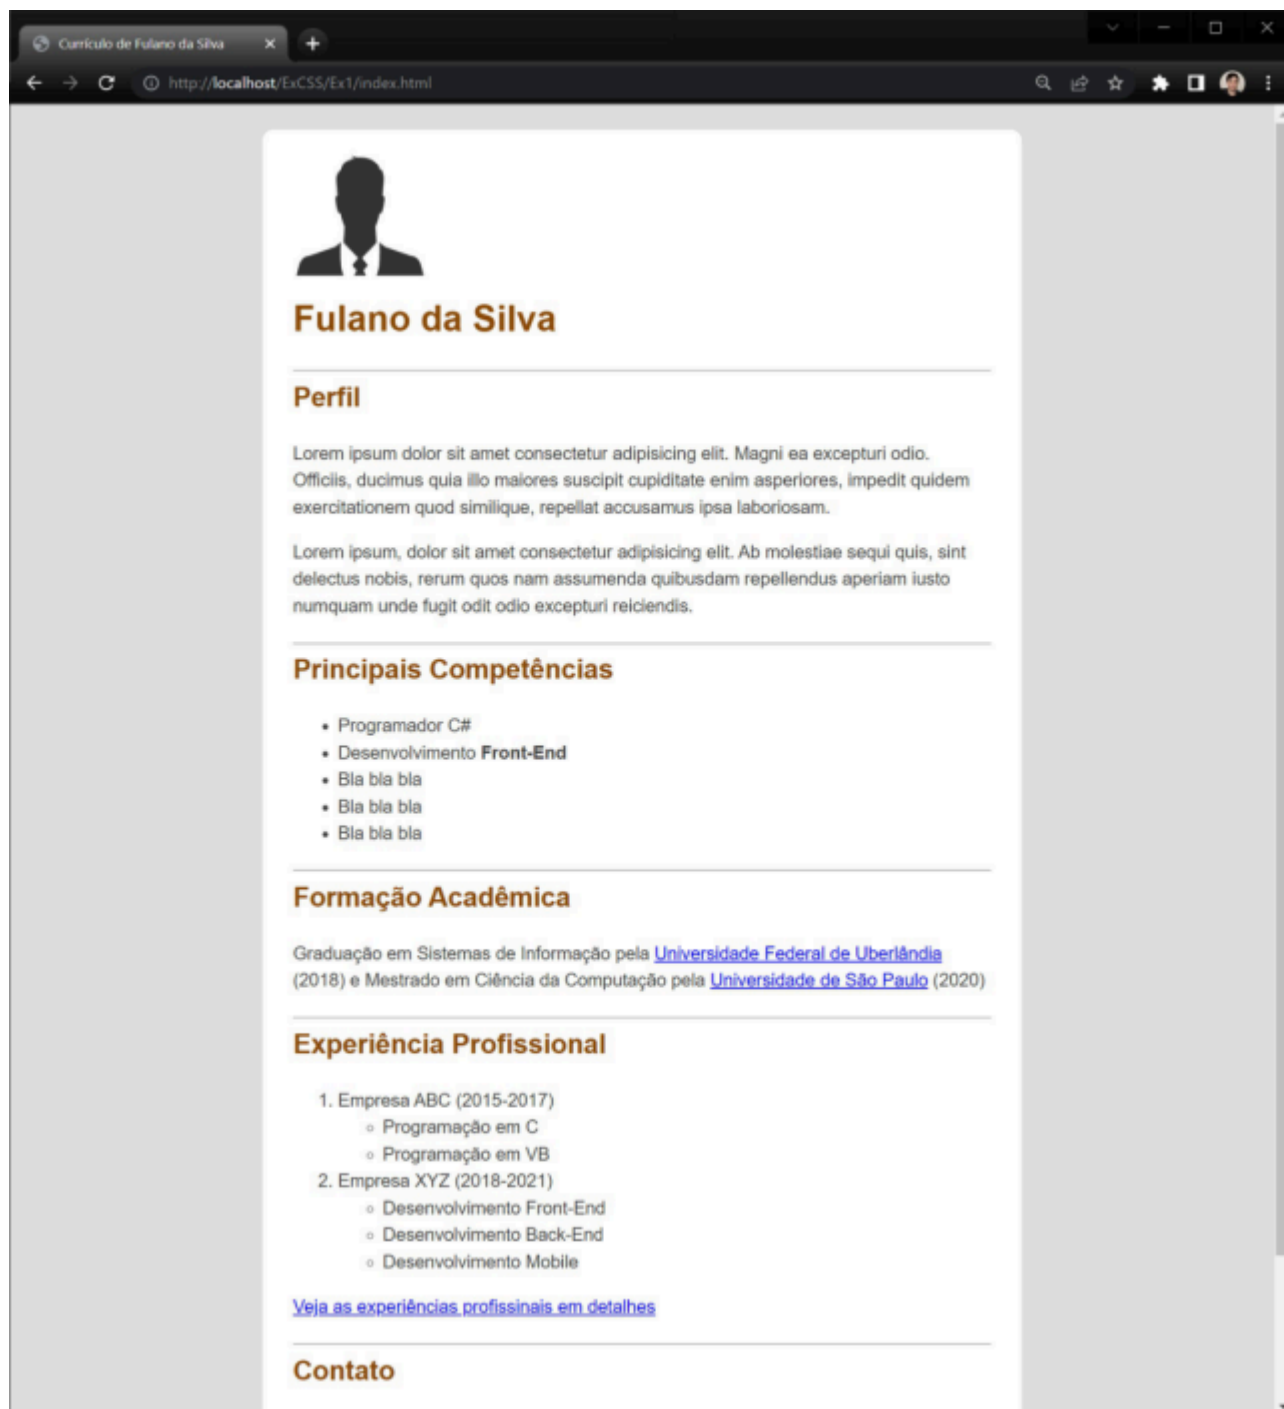 Currículo de Fulano da Silva
http://localhost/ExCSS/Ex1/index.html
Fulano da Silva
Perfil
Lorem ipsum dolor sit amet consectetur adipisicing elit. Magni ea excepturi odio.
Officiis, ducimus quia illo maiores suscipit cupiditate enim asperiores, impedit quidem
exercitationem quod similique, repellat accusamus ipsa laboriosam.
Lorem ipsum, dolor sit amet consectetur adipisicing elit. Ab molestiae sequi quis, sint
delectus nobis, rerum quos nam assumenda quibusdam repellendus aperiam iusto
numquam unde fugit odit odio excepturi reiciendis.
Principais Competências
• Programador C#
• Desenvolvimento Front-End
• Bla bla bla
• Bla bla bla
• Bla bla bla
Formação Acadêmica
Graduação em Sistemas de Informação pela Universidade Federal de Uberlândia
(2018) e Mestrado em Ciência da Computação pela Universidade de São Paulo (2020)
Experiência Profissional
1. Empresa ABC (2015-2017)
◦ Programação em C
◦ Programação em VB
2. Empresa XYZ (2018-2021)
◦ Desenvolvimento Front-End
◦ Desenvolvimento Back-End
◦ Desenvolvimento Mobile
Veja as experiências profissinais em detalhes
Contato